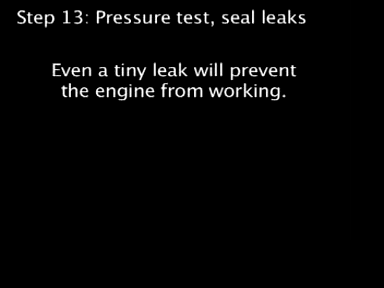 Step 13: Pressure test, seal leaks
Even a tiny leak will prevent
the engine from working.